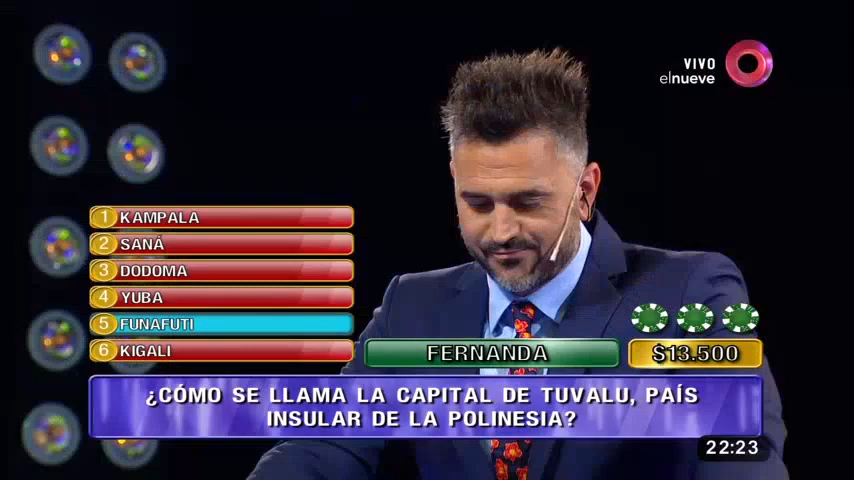 VIVO
elnueve
1 KAMPALA
2 SANÁ
3 DODOMA
4 YUBA
5 FUNAFUTI
6 KIGALI
FERNANDA
$13.500
¿CÓMO SE LLAMA LA CAPITAL DE TUVALU, PAÍS
INSULAR DE LA POLINESIA?
22:23